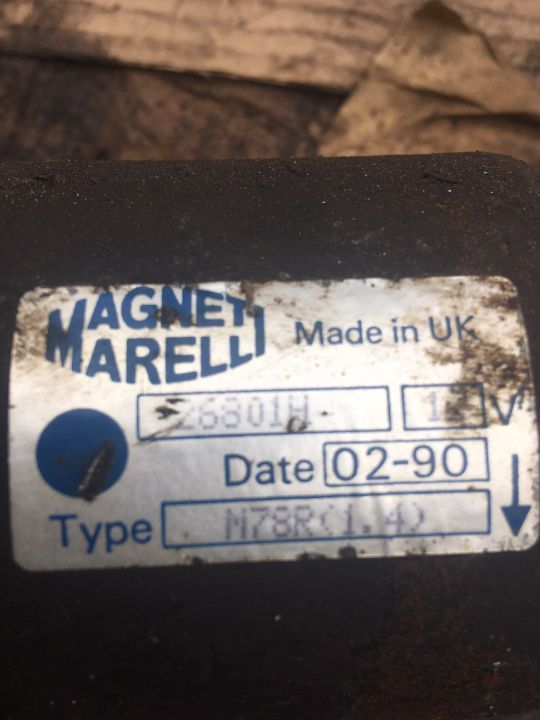 MAGNETI
MARELLI
Made in UK
26801H
V
Date 02-90
Type M78R(1.4)